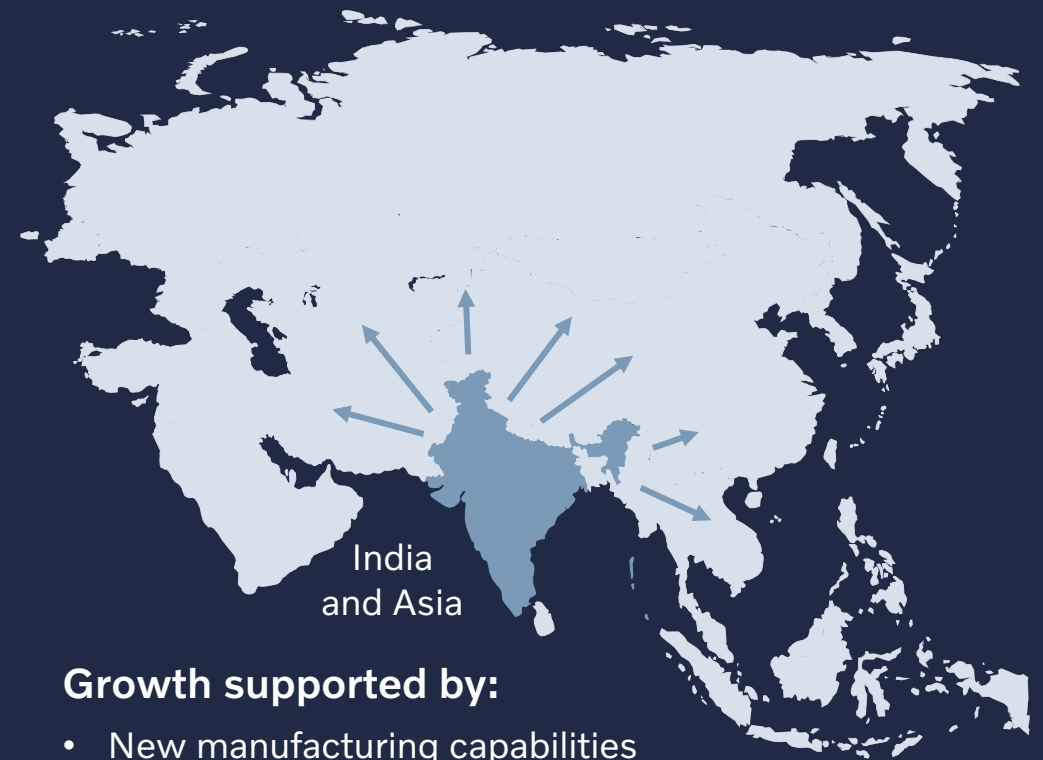 India
and Asia
Growth supported by:
• New manufacturing capabilities